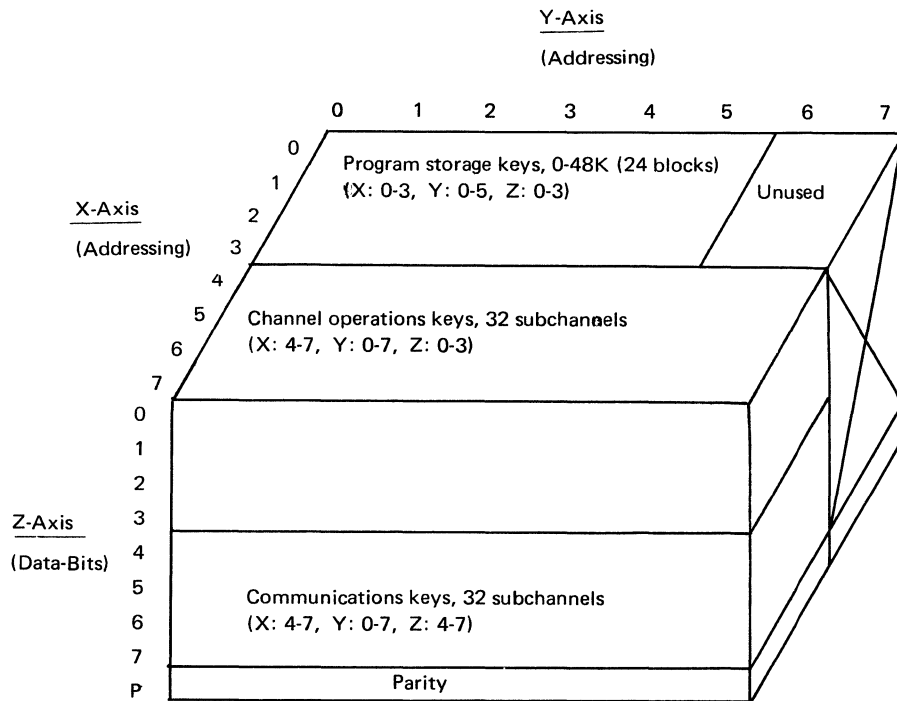 Y-Axis
(Addressing)
0 1 2 3 4 5 6 7
0
1
2
3
4
5
6
7
X-Axis
(Addressing)
Program storage keys, 0-48K (24 blocks)
(X: 0-3, Y: 0-5, Z: 0-3)
Unused
Channel operations keys, 32 subchannels
(X: 4-7, Y: 0-7, Z: 0-3)
0
1
2
3
4
5
6
7
P
Z-Axis
(Data-Bits)
Communications keys, 32 subchannels
(X: 4-7, Y: 0-7, Z: 4-7)
Parity